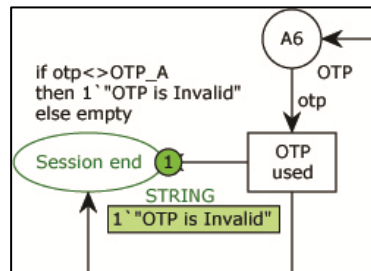 A6
if otp<>OTP_A
then 1`"OTP is Invalid"
else empty
OTP
otp
Session end
1
OTP
used
STRING
1`"OTP is Invalid"